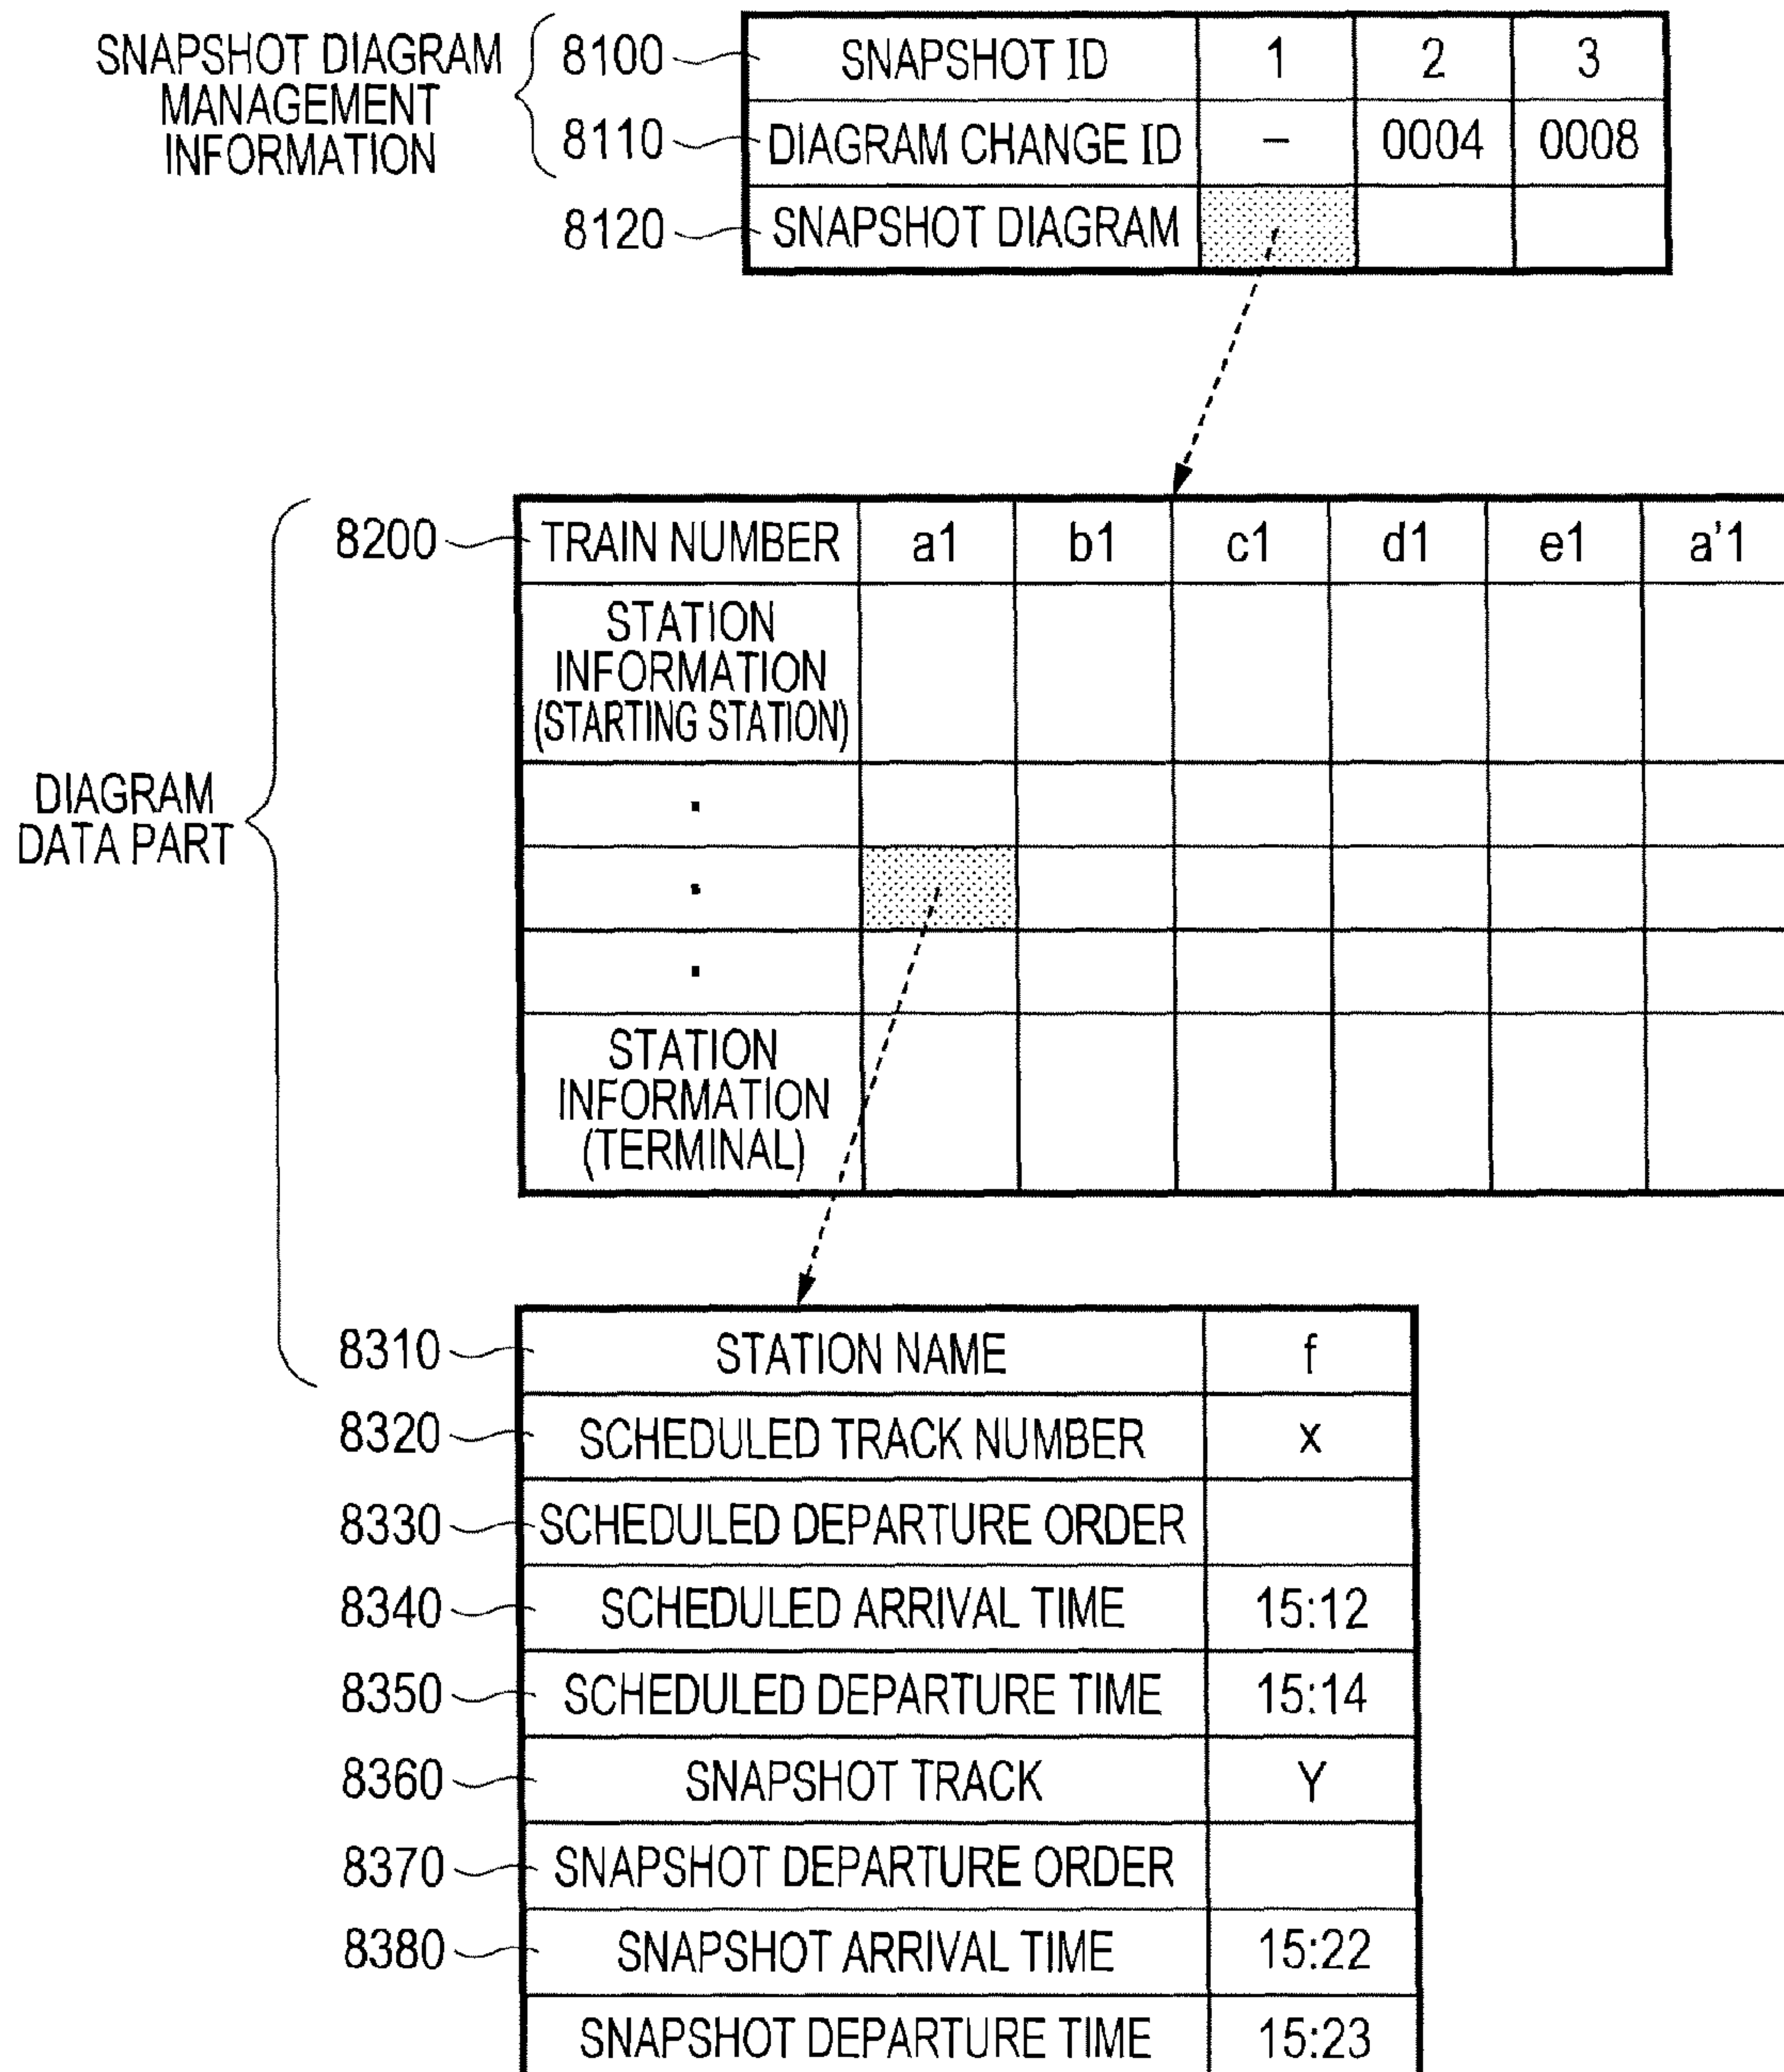 SNAPSHOT DIAGRAM
MANAGEMENT
INFORMATION
8100 SNAPSHOT ID 1 2 3
8110 DIAGRAM CHANGE ID – 0004 0008
8120 SNAPSHOT DIAGRAM
DIAGRAM
DATA PART
8200 TRAIN NUMBER a1 b1 c1 d1 e1 a'1
STATION
INFORMATION
(STARTING STATION)
.
.
.
STATION
INFORMATION
(TERMINAL)
8310 STATION NAME f
8320 SCHEDULED TRACK NUMBER x
8330 SCHEDULED DEPARTURE ORDER
8340 SCHEDULED ARRIVAL TIME 15:12
8350 SCHEDULED DEPARTURE TIME 15:14
8360 SNAPSHOT TRACK Y
8370 SNAPSHOT DEPARTURE ORDER
8380 SNAPSHOT ARRIVAL TIME 15:22
SNAPSHOT DEPARTURE TIME 15:23